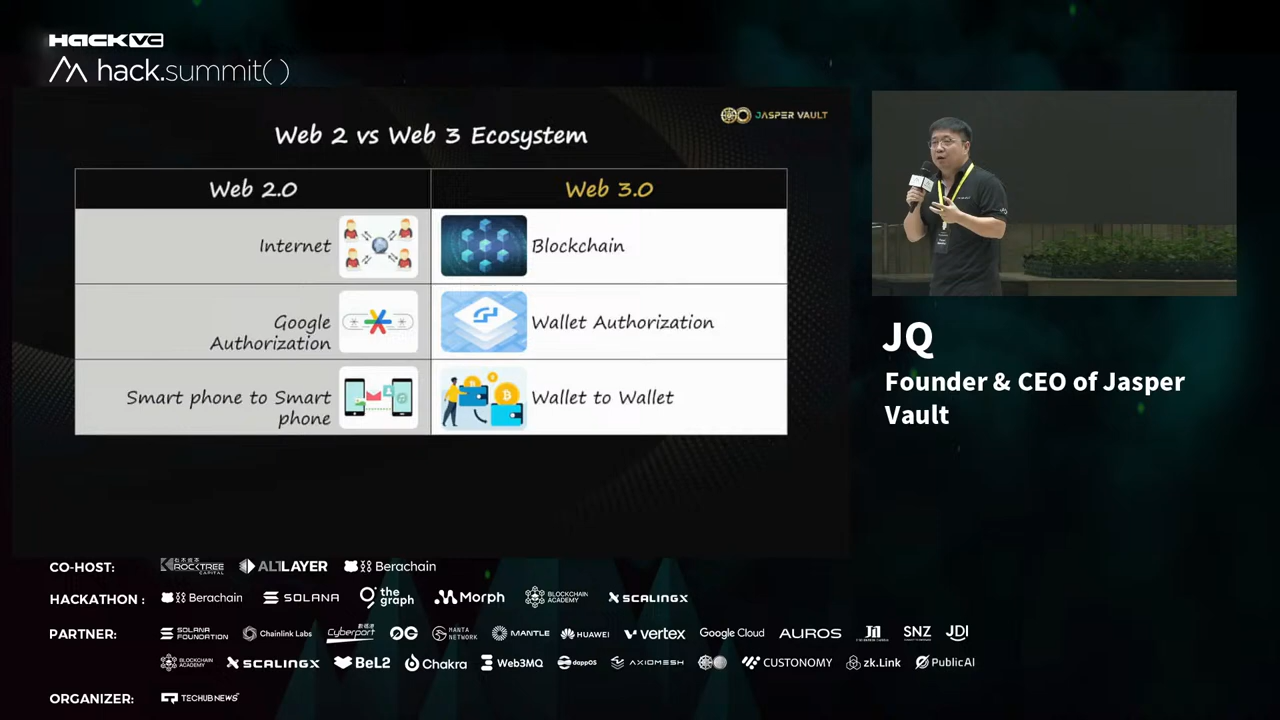 HACK VC
hack.summit()
JASPER VAULT
Web 2 vs Web 3 Ecosystem
Web 2.0
Web 3.0
Internet
Blockchain
Google
Authorization
Wallet Authorization
Smart phone to Smart
phone
Wallet to Wallet
JQ
Founder & CEO of Jasper
Vault
CO-HOST: ROCKTREE CAPITAL ALTLAYER Berachain
HACKATHON : Berachain SOLANA the graph Morph BLOCKCHAIN ACADEMY SCALINGX
PARTNER: SOLANA FOUNDATION Chainlink Labs Cyberport 數碼港 0G MANTA NETWORK MANTLE HUAWEI vertex Google Cloud AUROS SNZ JDI
BLOCKCHAIN ACADEMY SCALINGX BeL2 Chakra Web3MQ dappOS AXIOMESH CUSTONOMY zk.Link PublicAI
ORGANIZER: TECHUB NEWS